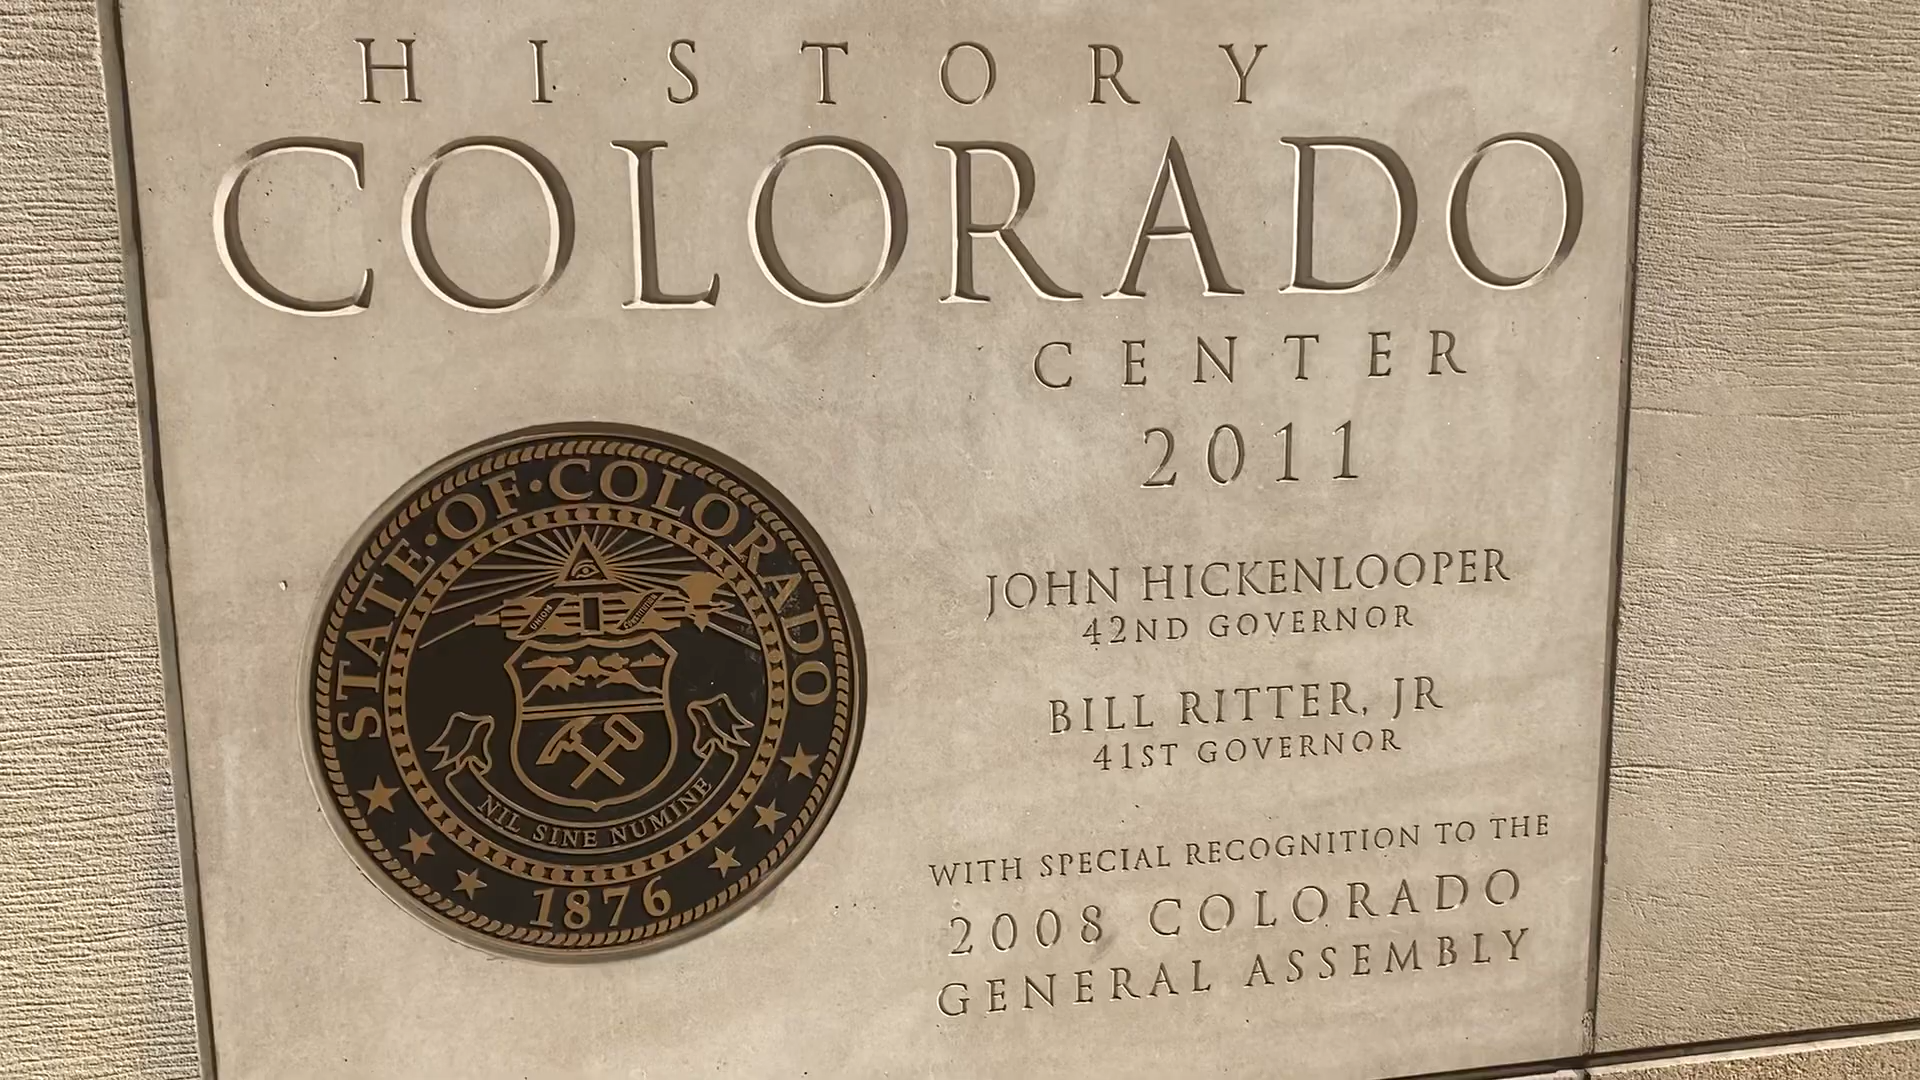 HISTORY
COLORADO
CENTER
2011
STATE·OF·COLORADO
UNION
CONSTITUTION
NIL SINE NUMINE
1876
JOHN HICKENLOOPER
42ND GOVERNOR
BILL RITTER, JR
41ST GOVERNOR
WITH SPECIAL RECOGNITION TO THE
2008 COLORADO
GENERAL ASSEMBLY